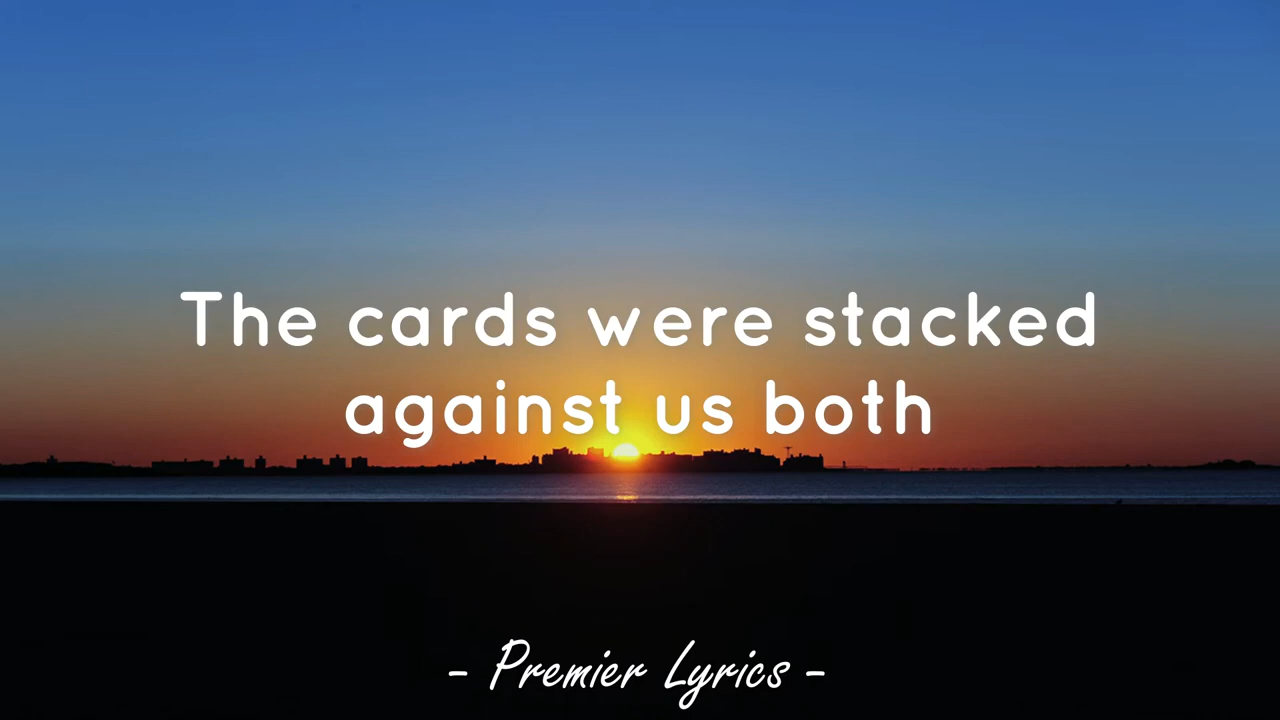 The cards were stacked
against us both
- Premier Lyrics -